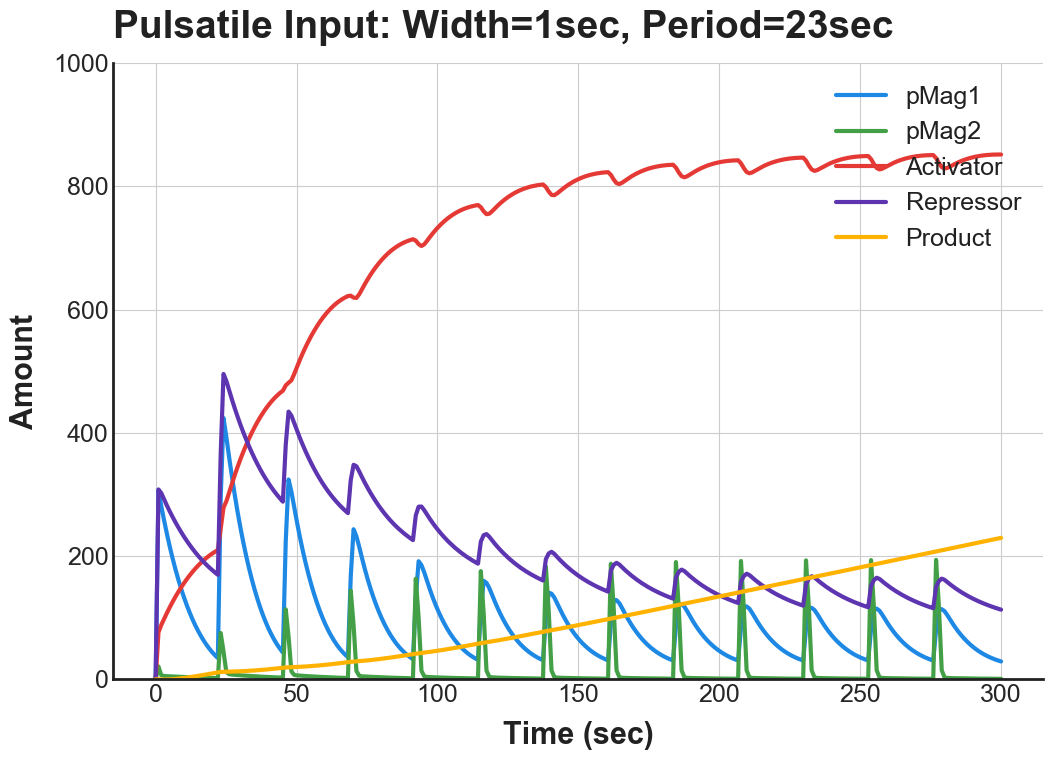 Pulsatile Input: Width=1sec, Period=23sec
1000
800
600
400
200
0
Amount
pMag1
pMag2
Activator
Repressor
Product
0 50 100 150 200 250 300
Time (sec)